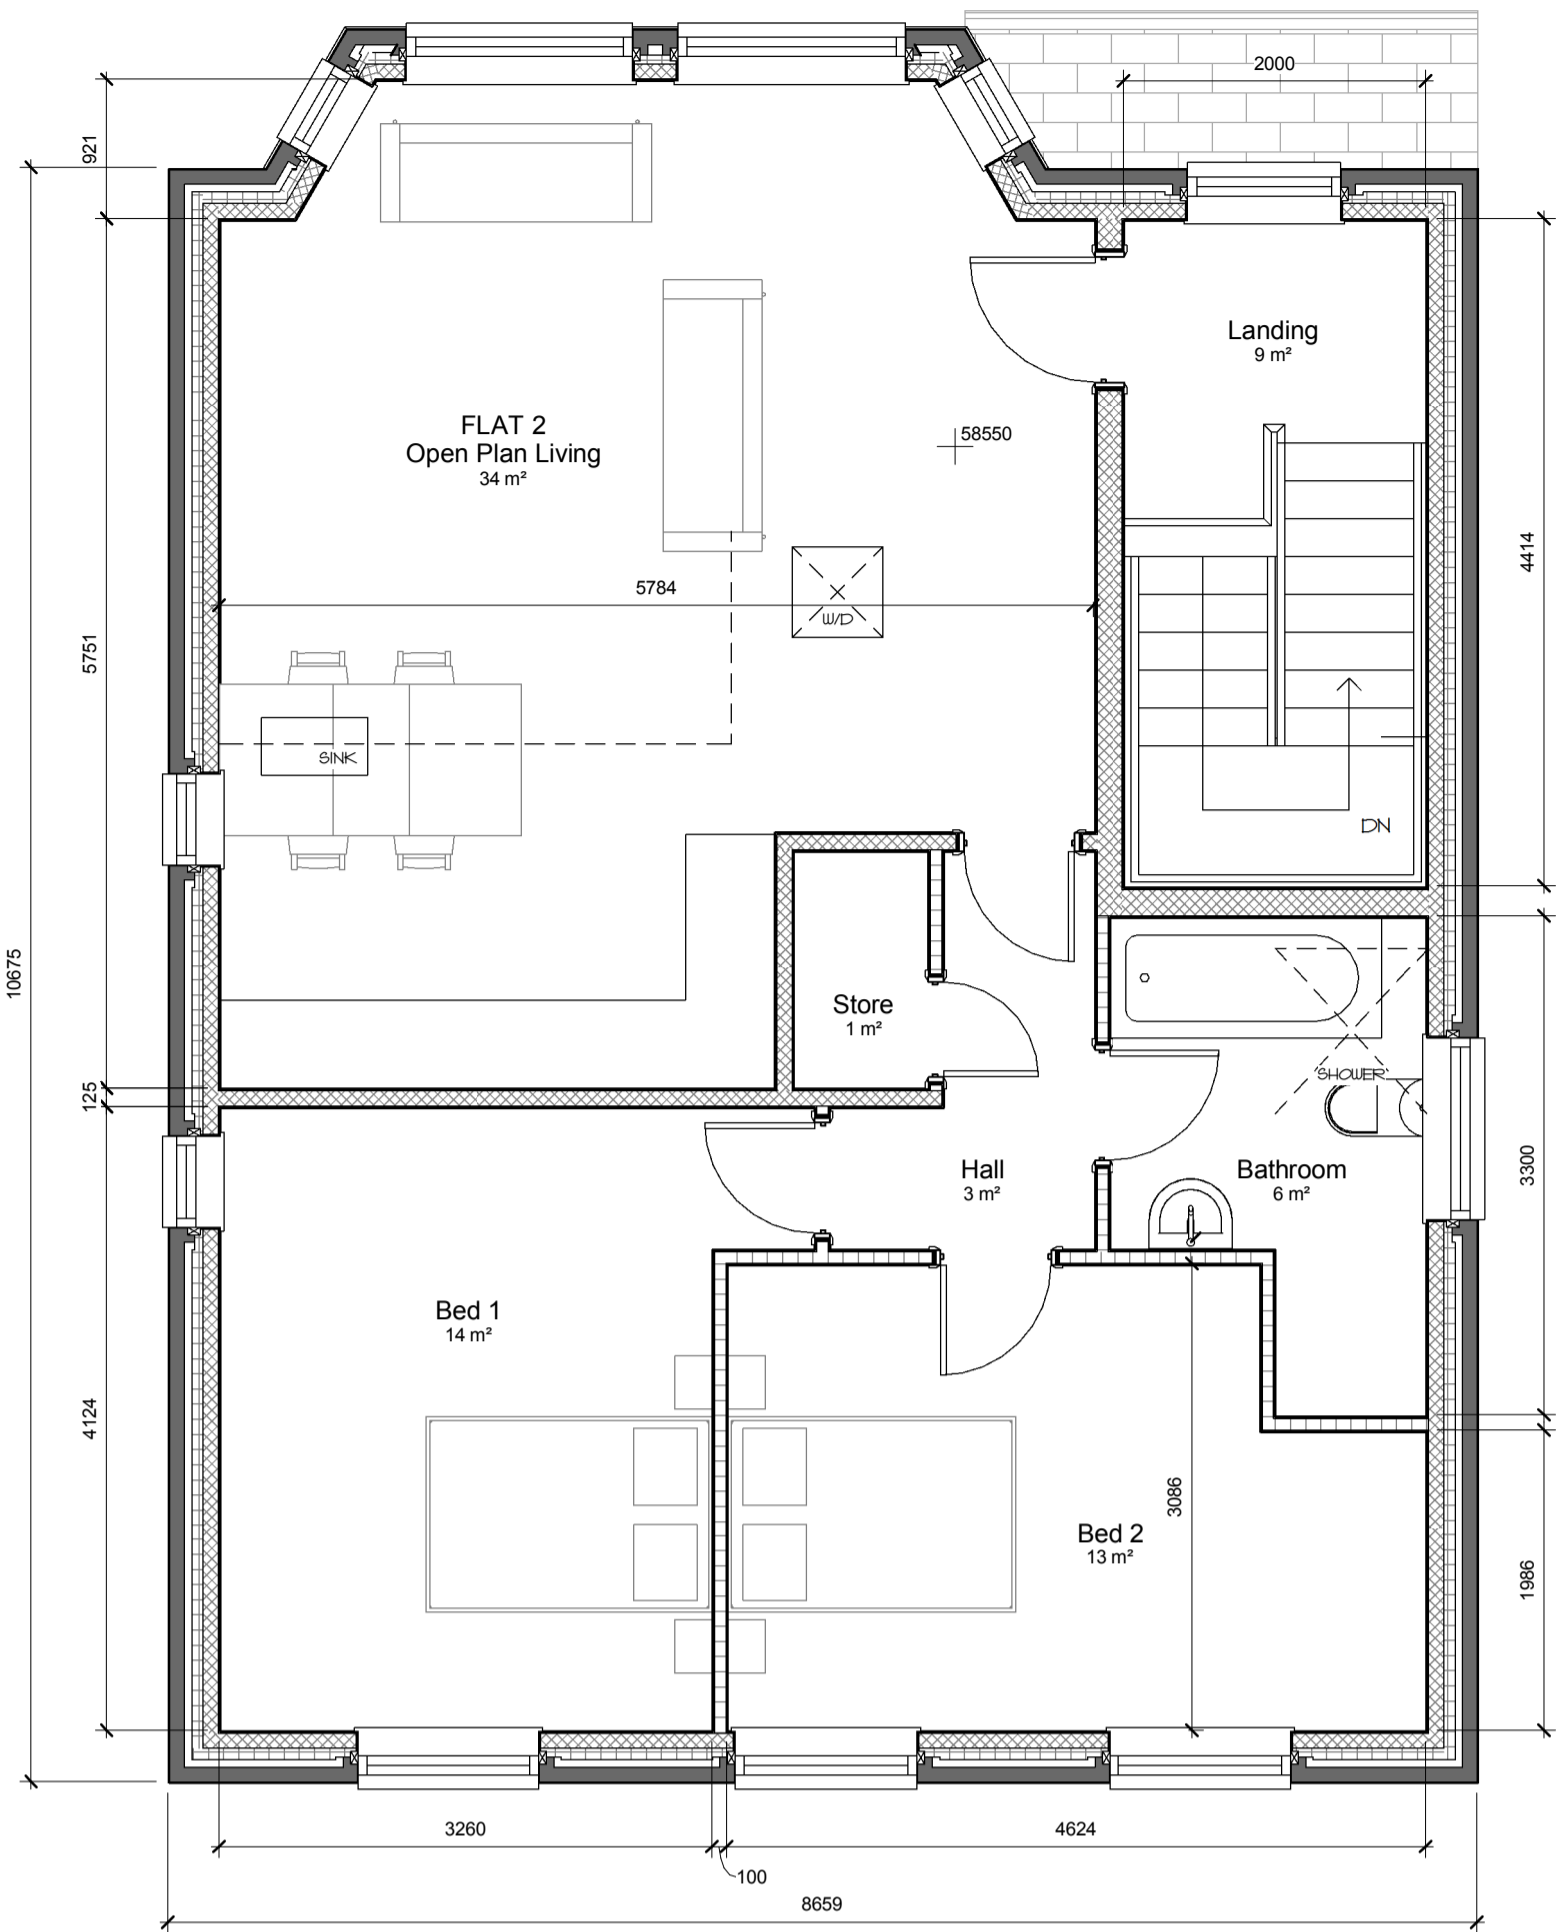 2000
921
Landing
9 m²
FLAT 2
Open Plan Living
34 m²
58550
4414
5784
W/D
5751
SINK
DN
10675
Store
1 m²
SHOWER
125
Hall
3 m²
Bathroom
6 m²
3300
Bed 1
14 m²
4124
3086
Bed 2
13 m²
1986
3260
4624
100
8659